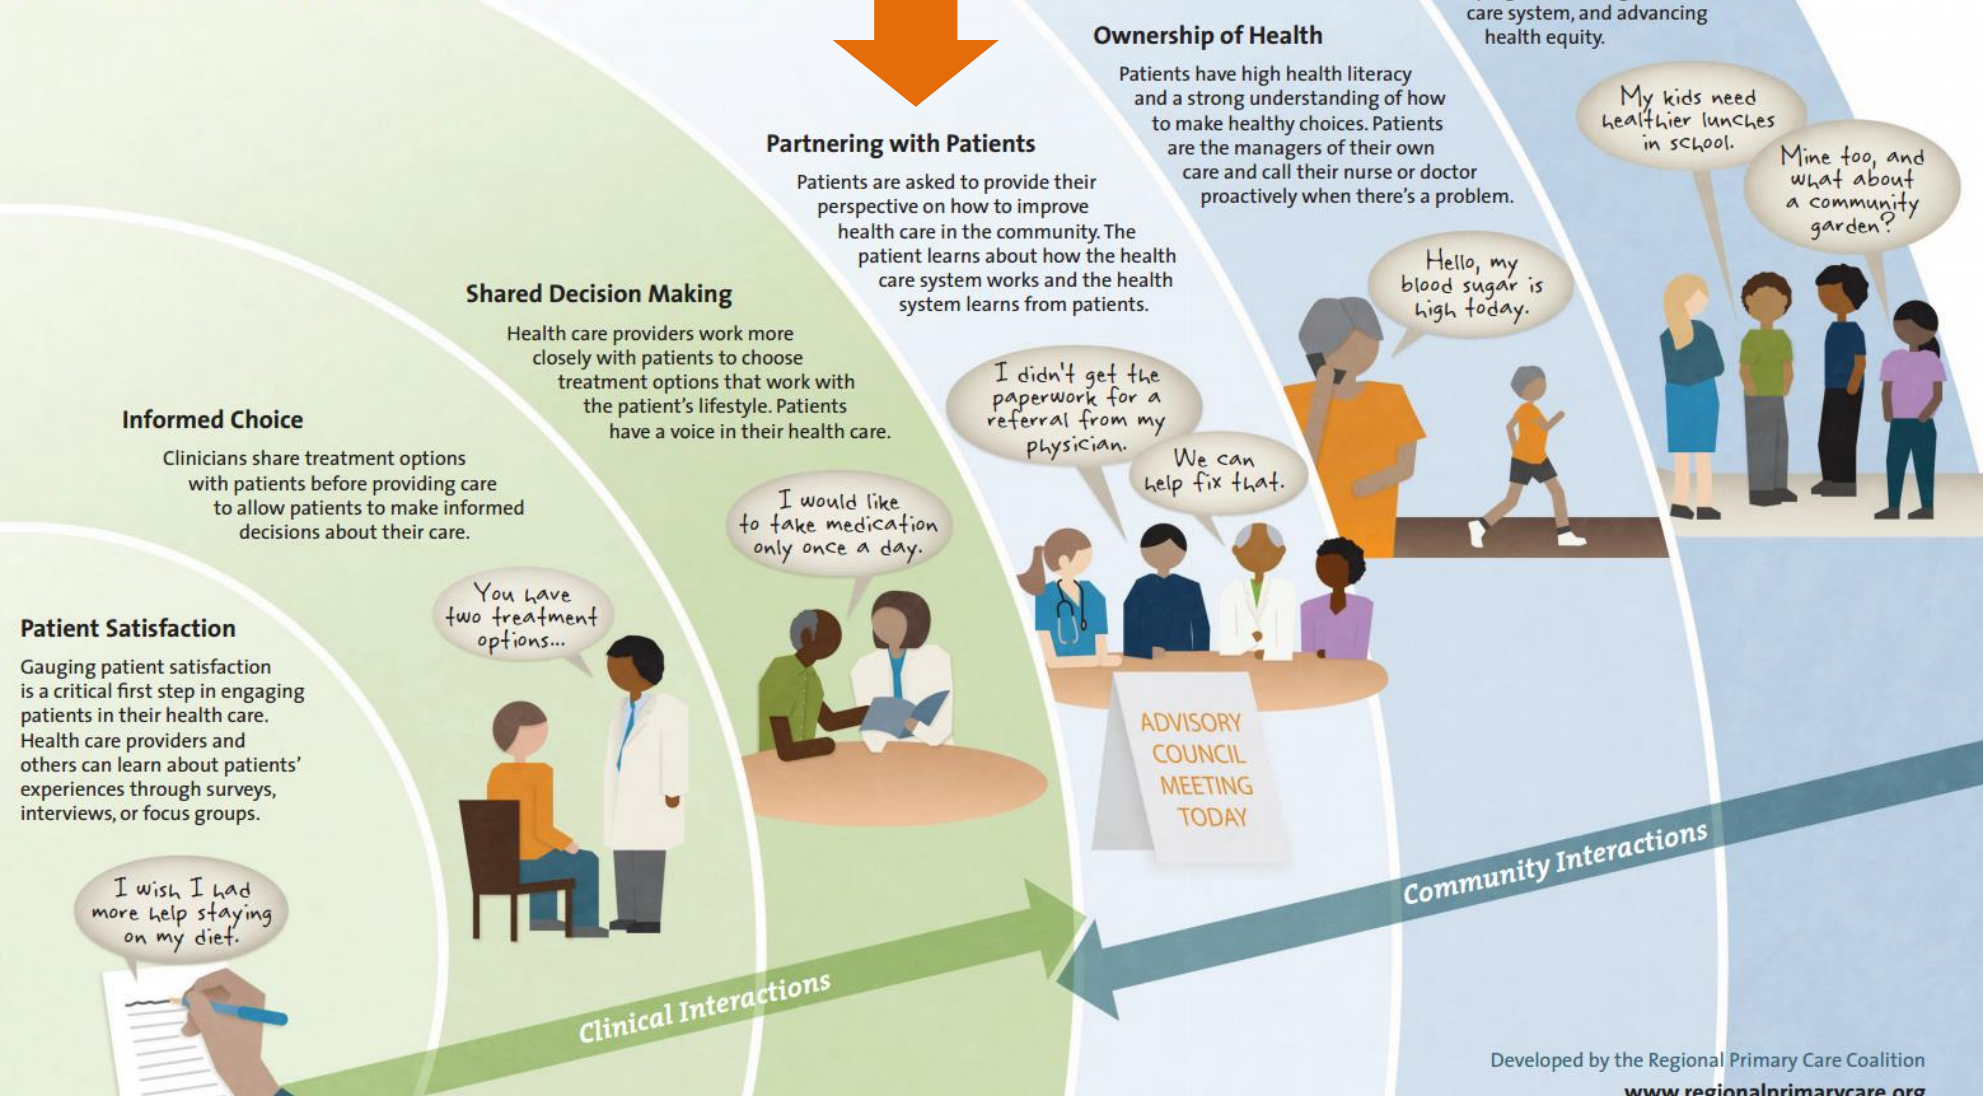 Patient Satisfaction
Gauging patient satisfaction
is a critical first step in engaging
patients in their health care.
Health care providers and
others can learn about patients’
experiences through surveys,
interviews, or focus groups.
I wish I had
more help staying
on my diet.
Informed Choice
Clinicians share treatment options
with patients before providing care
to allow patients to make informed
decisions about their care.
You have
two treatment
options...
Shared Decision Making
Health care providers work more
closely with patients to choose
treatment options that work with
the patient’s lifestyle. Patients
have a voice in their health care.
I would like
to take medication
only once a day.
Partnering with Patients
Patients are asked to provide their
perspective on how to improve
health care in the community. The
patient learns about how the health
care system works and the health
system learns from patients.
I didn't get the
paperwork for a
referral from my
physician.
We can
help fix that.
ADVISORY
COUNCIL
MEETING
TODAY
Ownership of Health
Patients have high health literacy
and a strong understanding of how
to make healthy choices. Patients
are the managers of their own
care and call their nurse or doctor
proactively when there’s a problem.
Hello, my
blood sugar is
high today.
care system, and advancing
health equity.
My kids need
healthier lunches
in school.
Mine too, and
what about
a community
garden?
Clinical Interactions
Community Interactions
Developed by the Regional Primary Care Coalition
www.regionalprimarycare.org